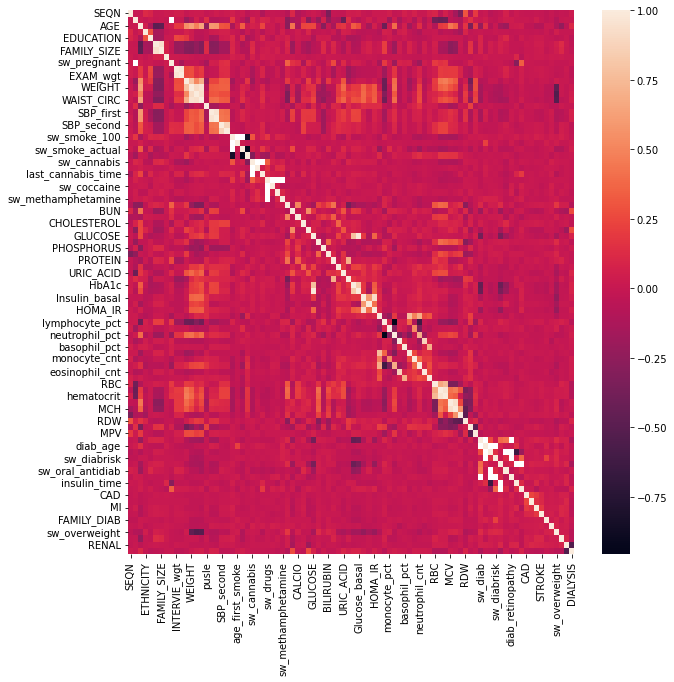 SEQN
AGE
EDUCATION
FAMILY_SIZE
sw_pregnant
EXAM_wgt
WEIGHT
WAIST_CIRC
SBP_first
SBP_second
sw_smoke_100
sw_smoke_actual
sw_cannabis
last_cannabis_time
sw_coccaine
sw_methamphetamine
BUN
CHOLESTEROL
GLUCOSE
PHOSPHORUS
PROTEIN
URIC_ACID
HbA1c
Insulin_basal
HOMA_IR
lymphocyte_pct
neutrophil_pct
basophil_pct
monocyte_cnt
eosinophil_cnt
RBC
hematocrit
MCH
RDW
MPV
diab_age
sw_diabrisk
sw_oral_antidiab
insulin_time
CAD
MI
FAMILY_DIAB
sw_overweight
RENAL
SEQN
ETHNICITY
FAMILY_SIZE
INTERVIE_wgt
WEIGHT
pusle
SBP_second
age_first_smoke
sw_cannabis
sw_drugs
sw_methamphetamine
CALCIO
GLUCOSE
BILIRUBIN
URIC_ACID
Glucose_basal
HOMA_IR
monocyte_pct
basophil_pct
neutrophil_cnt
RBC
MCV
RDW
sw_diab
sw_diabrisk
diab_retinopathy
CAD
STROKE
sw_overweight
DIALYSIS
1.00
0.75
0.50
0.25
0.00
−0.25
−0.50
−0.75